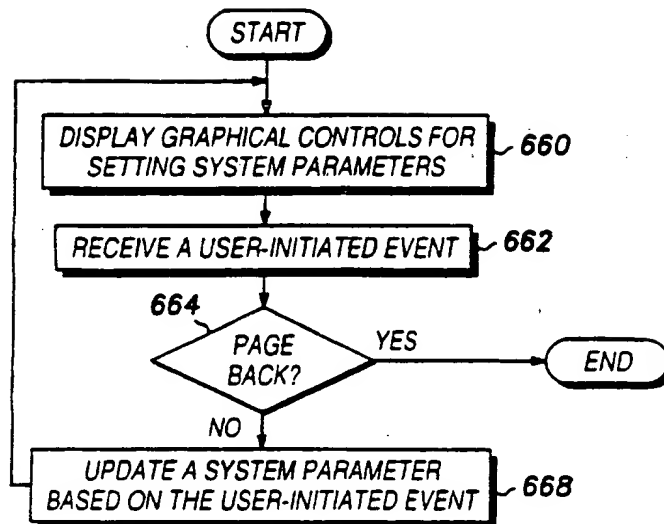 START
DISPLAY GRAPHICAL CONTROLS FOR
SETTING SYSTEM PARAMETERS
660
RECEIVE A USER-INITIATED EVENT
662
664
PAGE
BACK?
YES
END
NO
UPDATE A SYSTEM PARAMETER
BASED ON THE USER-INITIATED EVENT
668